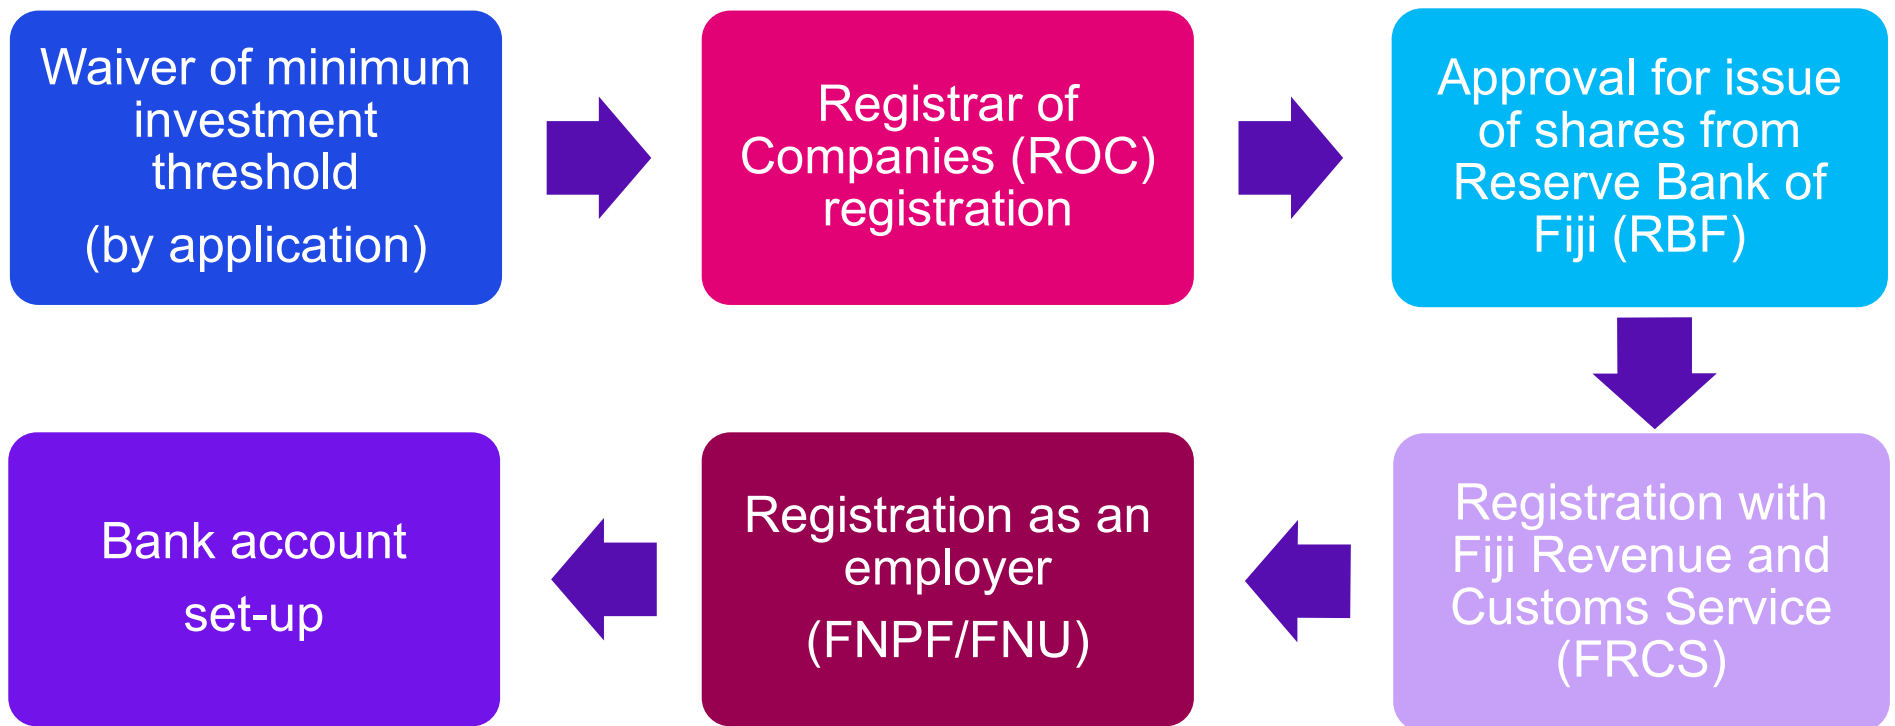 Waiver of minimum
investment
threshold
(by application)
Registrar of
Companies (ROC)
registration
Approval for issue
of shares from
Reserve Bank of
Fiji (RBF)
Registration with
Fiji Revenue and
Customs Service
(FRCS)
Registration as an
employer
(FNPF/FNU)
Bank account
set-up